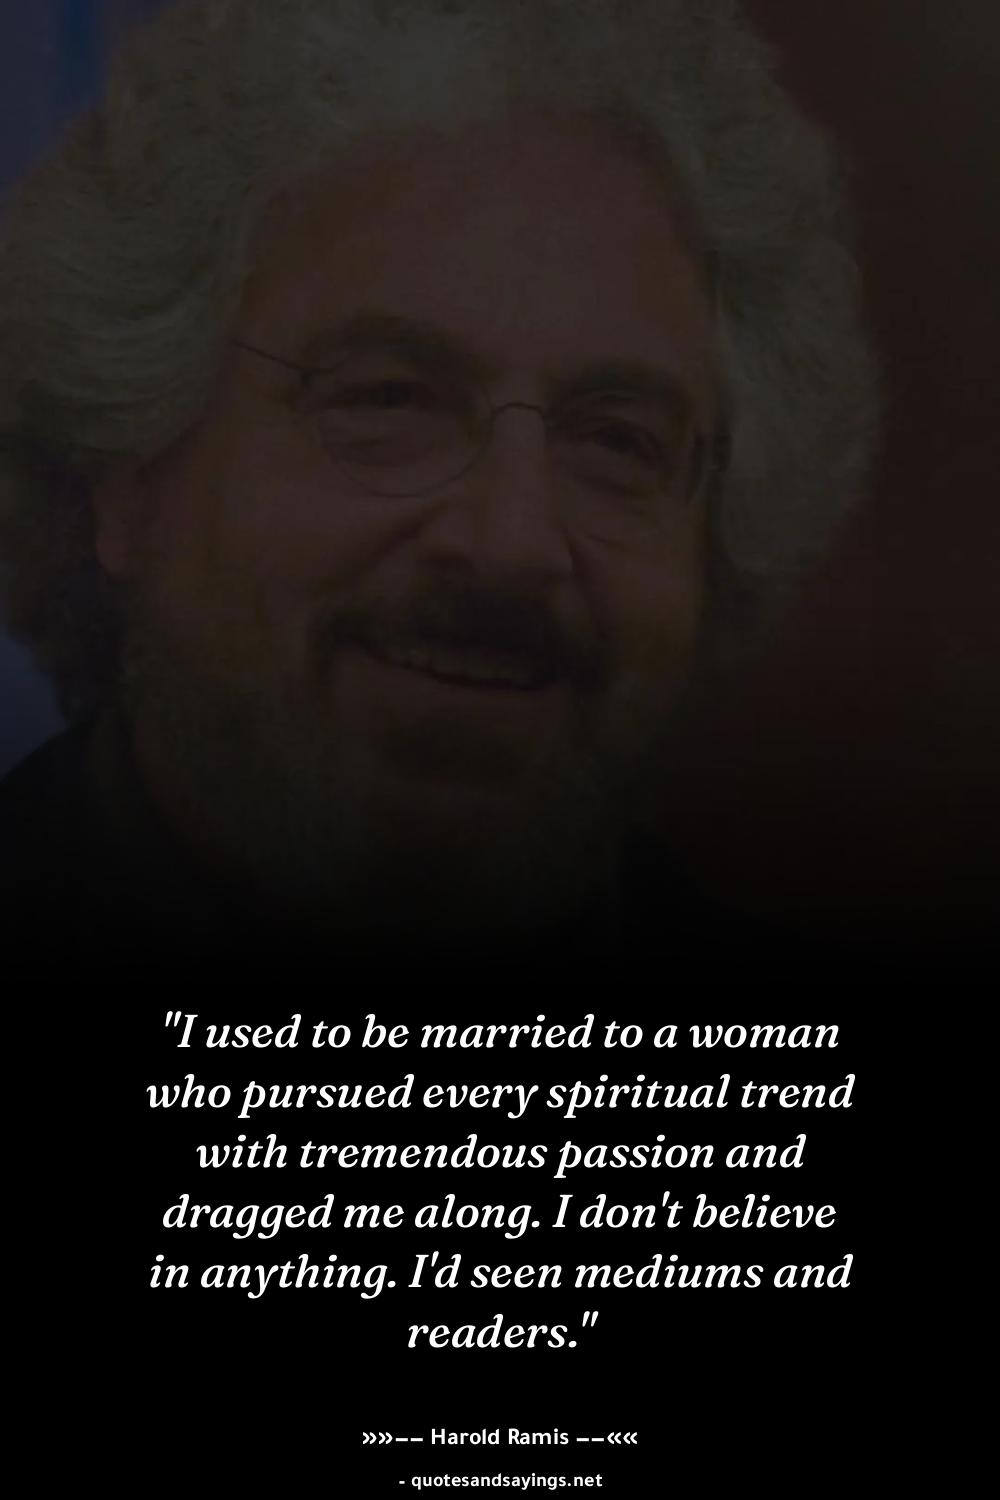 "I used to be married to a woman
who pursued every spiritual trend
with tremendous passion and
dragged me along. I don't believe
in anything. I'd seen mediums and
readers."
»»—— Harold Ramis ——««
- quotesandsayings.net